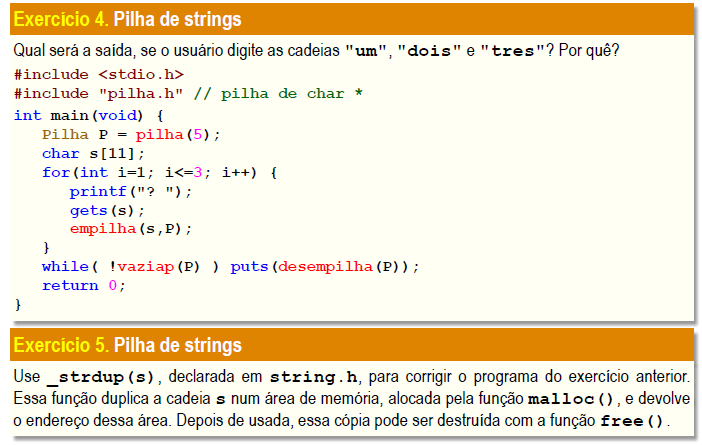 Exercício 4. Pilha de strings
Qual será a saída, se o usuário digite as cadeias "um", "dois" e "tres"? Por quê?
#include <stdio.h>
#include "pilha.h" // pilha de char *
int main(void) {
   Pilha P = pilha(5);
   char s[11];
   for(int i=1; i<=3; i++) {
      printf("? ");
      gets(s);
      empilha(s,P);
   }
   while( !vaziap(P) ) puts(desempilha(P));
   return 0;
}
Exercício 5. Pilha de strings
Use _strdup(s), declarada em string.h, para corrigir o programa do exercício anterior.
Essa função duplica a cadeia s num área de memória, alocada pela função malloc(), e devolve
o endereço dessa área. Depois de usada, essa cópia pode ser destruída com a função free().